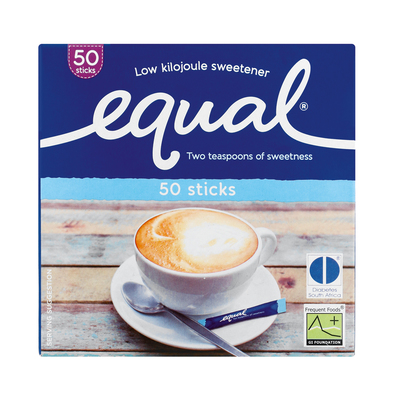 50
sticks
Low kilojoule sweetener
equal®
Two teaspoons of sweetness
50 sticks
Diabetes
South Africa
Frequent Foods
GI FOUNDATION
SERVING SUGGESTION
equal